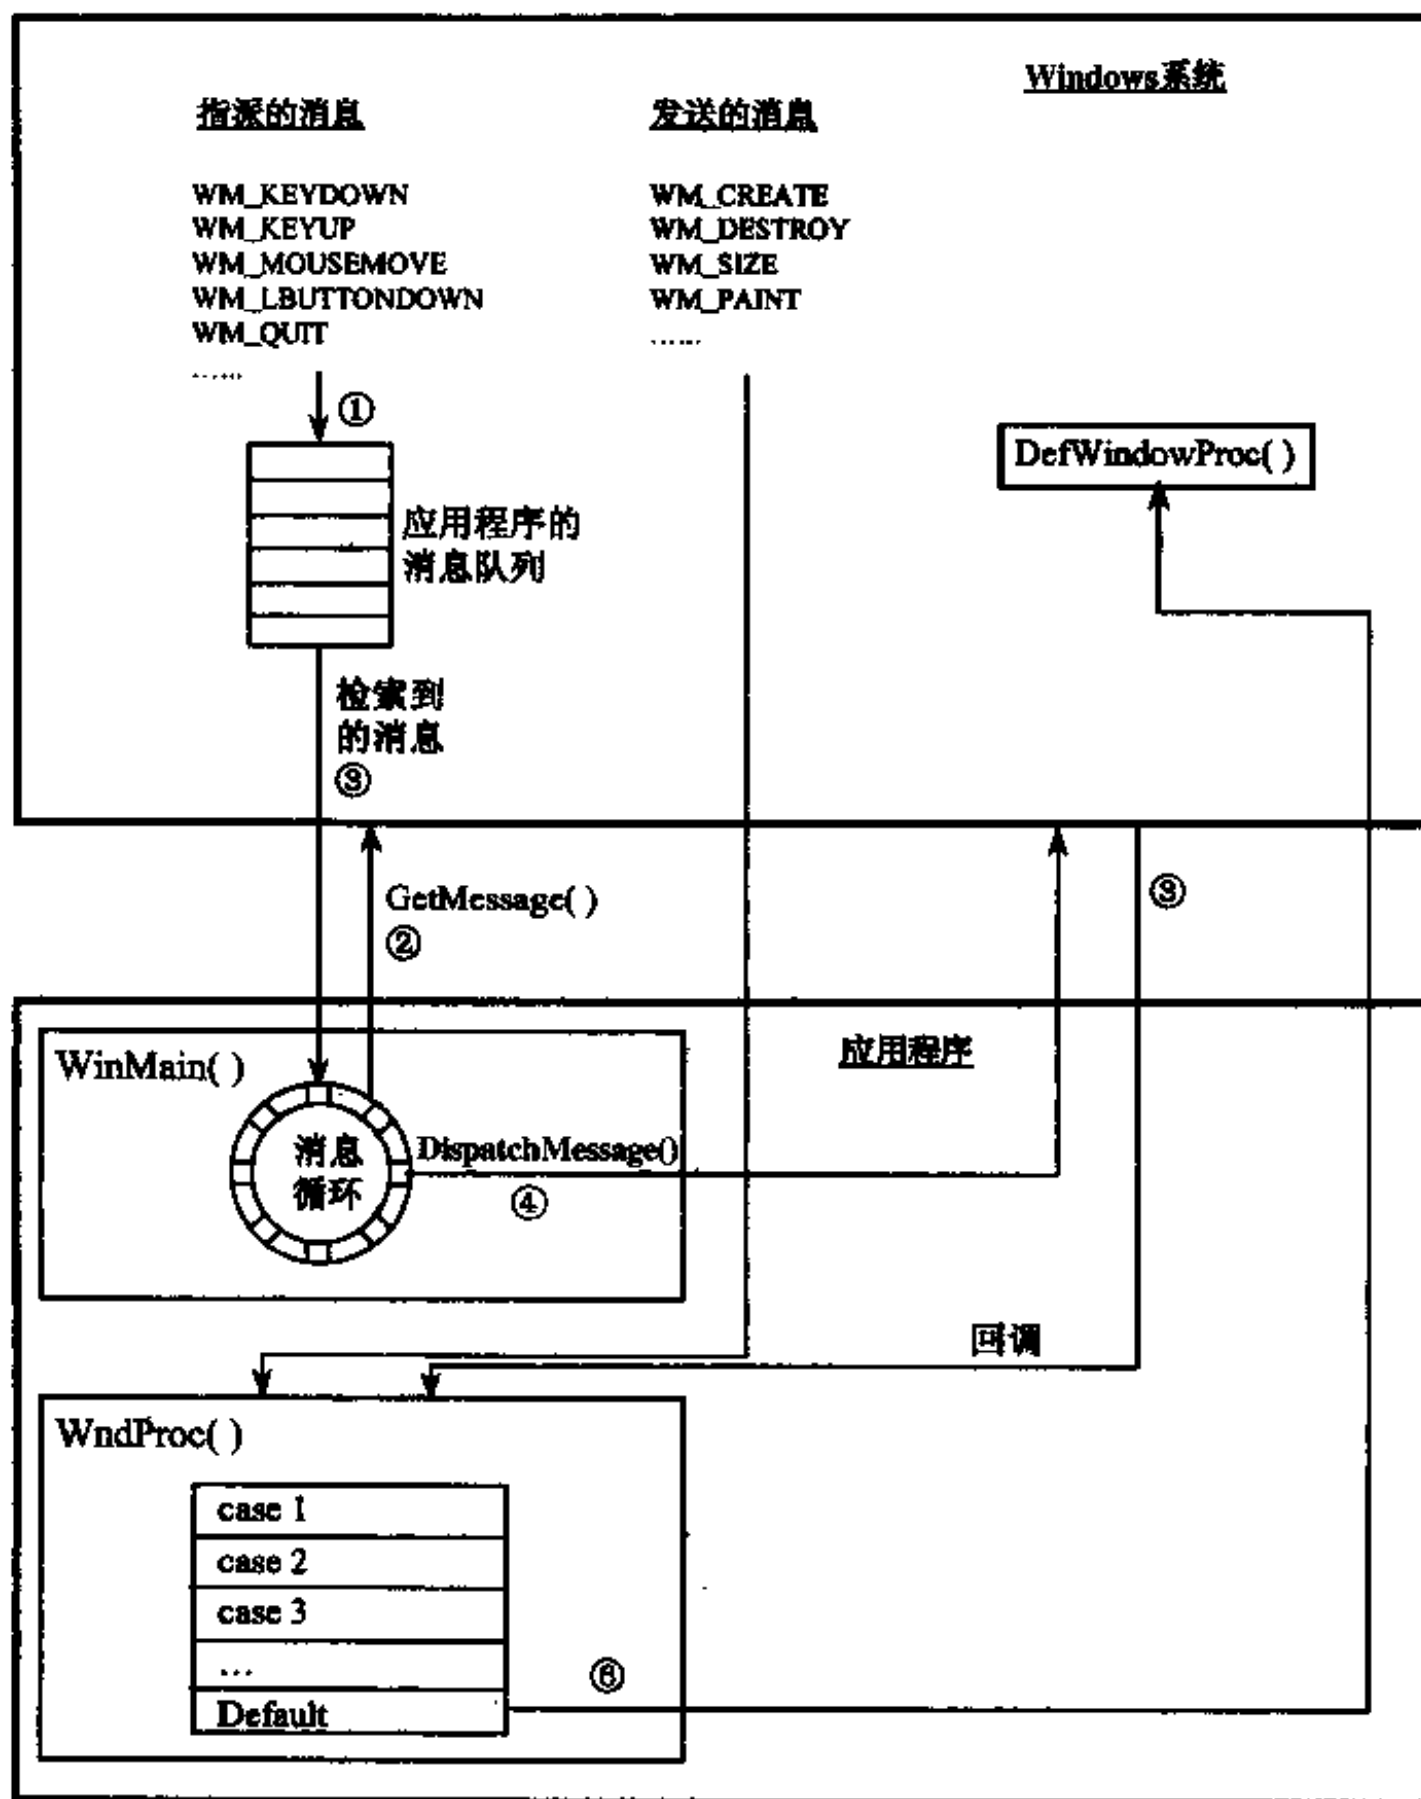 Windows系统
指派的消息
发送的消息
WM_KEYDOWN
WM_KEYUP
WM_MOUSEMOVE
WM_LBUTTONDOWN
WM_QUIT
......
WM_CREATE
WM_DESTROY
WM_SIZE
WM_PAINT
......
①
应用程序的
消息队列
DefWindowProc( )
检索到
的消息
③
GetMessage( )
②
③
WinMain( )
应用程序
消息
循环
DispatchMessage()
④
回调
WndProc( )
case 1
case 2
case 3
...
Default
⑥